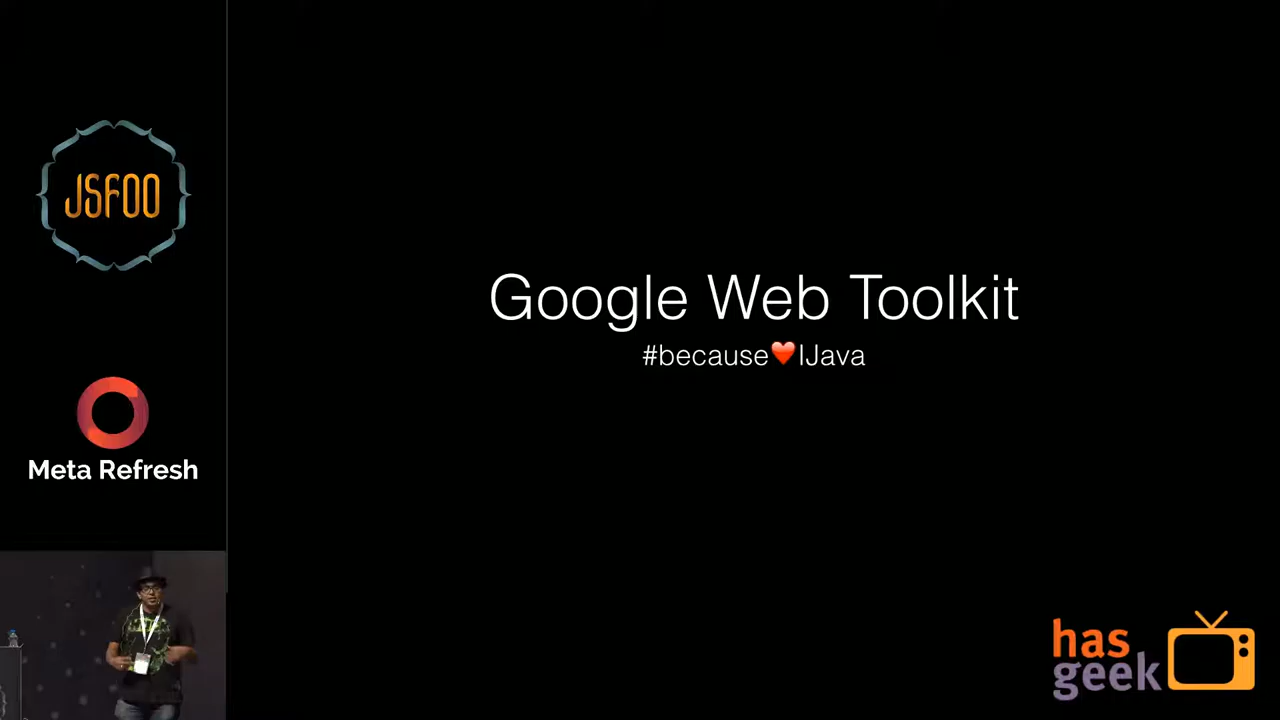 JSFOO
Meta Refresh
Google Web Toolkit
#because❤️IJava
has
geek